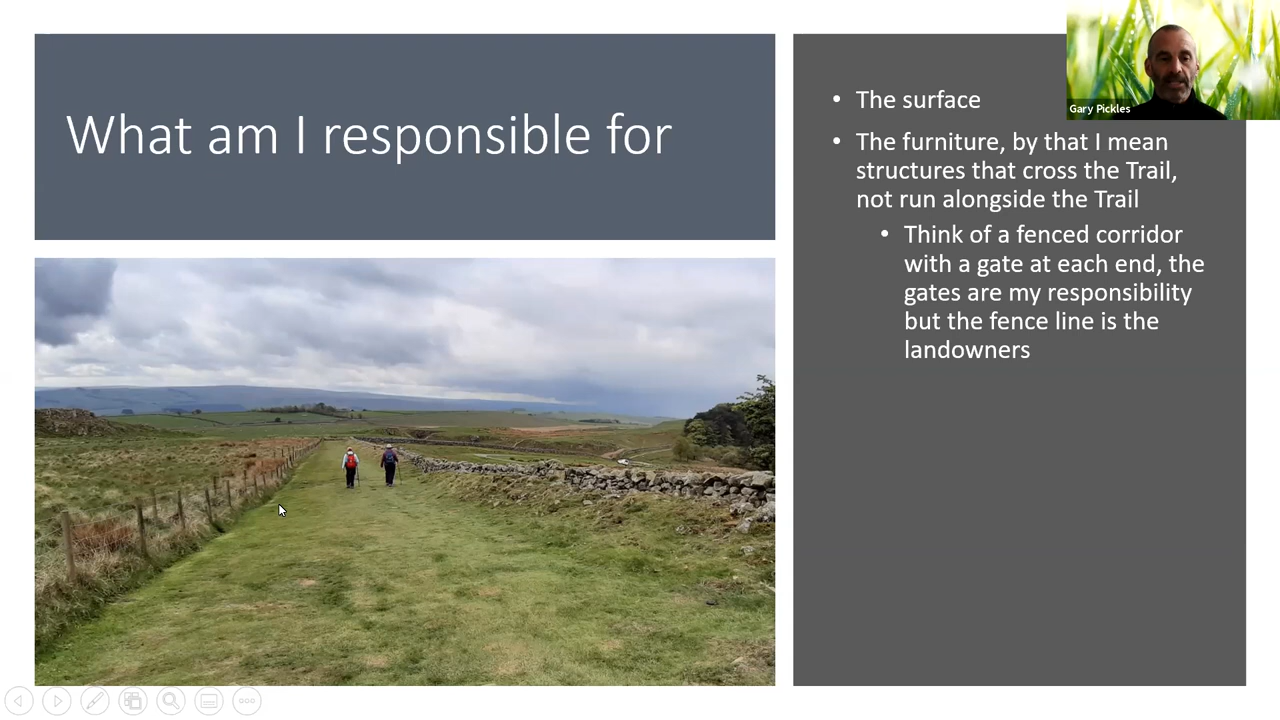 What am I responsible for
Gary Pickles
• The surface
• The furniture, by that I mean
structures that cross the Trail,
not run alongside the Trail
• Think of a fenced corridor
with a gate at each end, the
gates are my responsibility
but the fence line is the
landowners